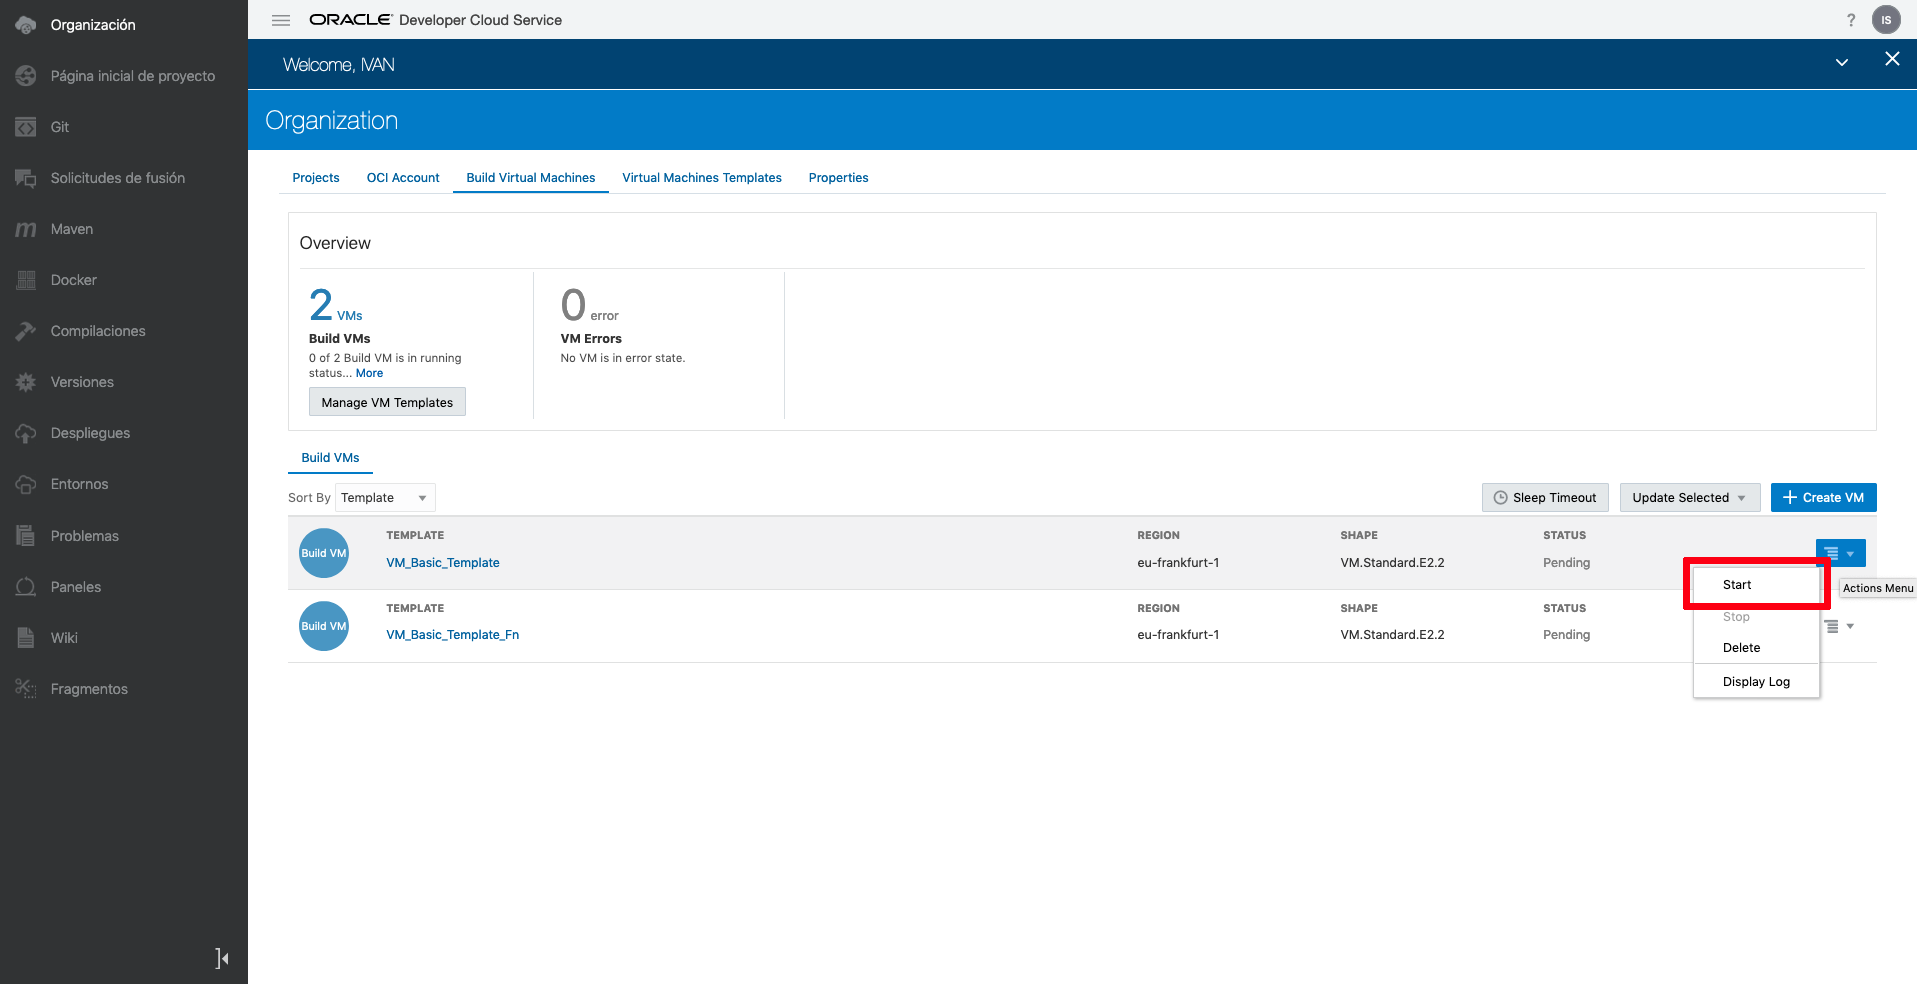 Organización
Página inicial de proyecto
Git
Solicitudes de fusión
Maven
Docker
Compilaciones
Versiones
Despliegues
Entornos
Problemas
Paneles
Wiki
Fragmentos
ORACLE Developer Cloud Service
? IS
Welcome, IVAN
Organization
Projects OCI Account Build Virtual Machines Virtual Machines Templates Properties
Overview
2 VMs
Build VMs
0 of 2 Build VM is in running
status... More
Manage VM Templates
0 error
VM Errors
No VM is in error state.
Build VMs
Sort By Template
Sleep Timeout Update Selected Create VM
Build VM
TEMPLATE REGION SHAPE STATUS
VM_Basic_Template eu-frankfurt-1 VM.Standard.E2.2 Pending
Build VM
TEMPLATE REGION SHAPE STATUS
VM_Basic_Template_Fn eu-frankfurt-1 VM.Standard.E2.2 Pending
Start
Stop
Delete
Display Log
Actions Menu